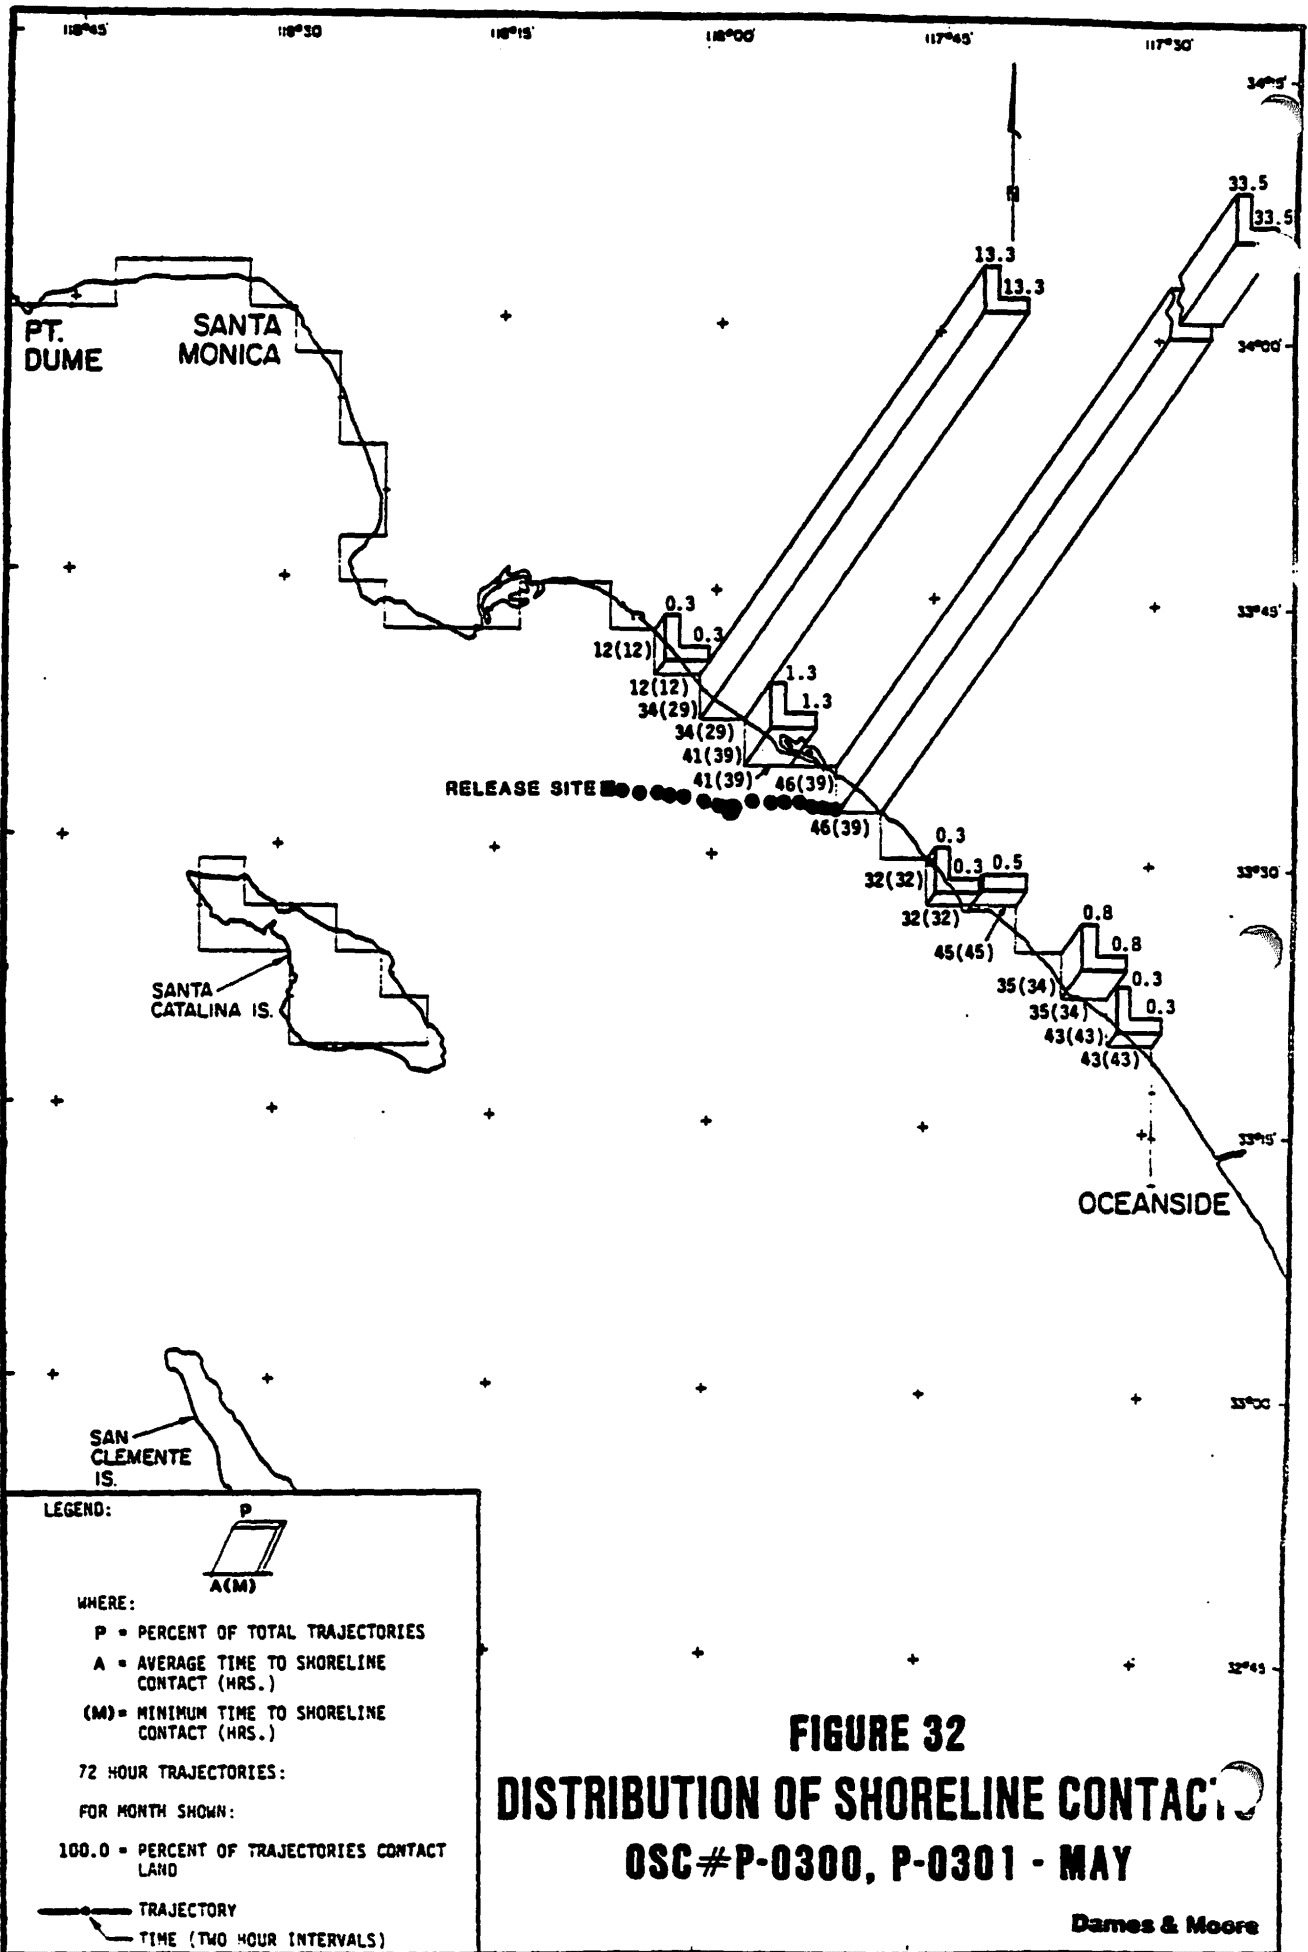 118°45'
118°30'
118°15'
118°00'
117°45'
117°30'
34°15'
N
33.5
33.5
13.3
13.3
PT.
DUME
SANTA
MONICA
34°00'
33°45'
0.3
0.3
12(12)
12(12)
34(29)
34(29)
1.3
1.3
41(39)
41(39)
46(39)
46(39)
RELEASE SITE
0.3
0.3
0.5
33°30'
32(32)
32(32)
45(45)
0.8
0.8
35(34)
35(34)
0.3
0.3
43(43)
43(43)
SANTA
CATALINA IS.
33°15'
OCEANSIDE
33°00'
SAN
CLEMENTE
IS.
32°45'
LEGEND:
P
A(M)
WHERE:
P = PERCENT OF TOTAL TRAJECTORIES
A = AVERAGE TIME TO SHORELINE
CONTACT (HRS.)
(M)= MINIMUM TIME TO SHORELINE
CONTACT (HRS.)
72 HOUR TRAJECTORIES:
FOR MONTH SHOWN:
100.0 = PERCENT OF TRAJECTORIES CONTACT
LAND
TRAJECTORY
TIME (TWO HOUR INTERVALS)
FIGURE 32
DISTRIBUTION OF SHORELINE
OSC#P-0300, P-0301 - MAY
Dames & Moore